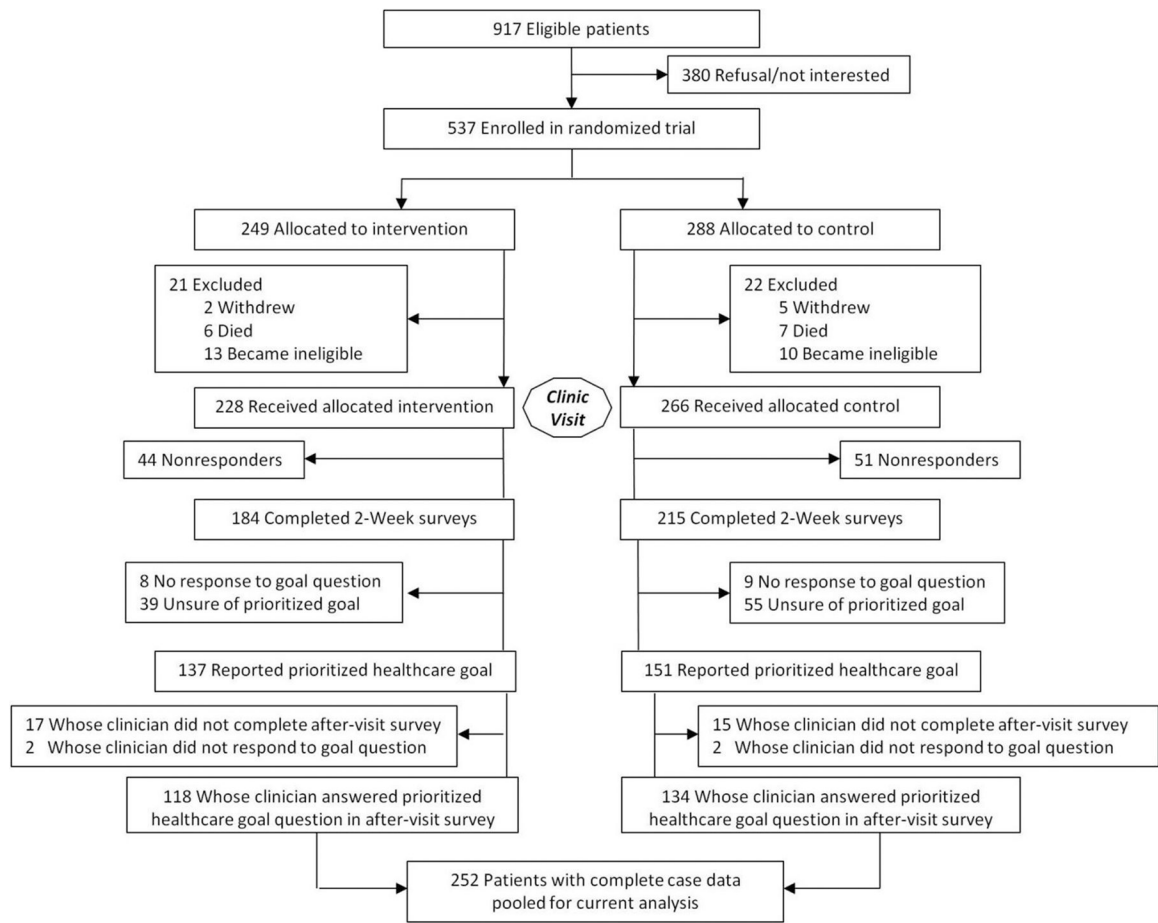 917 Eligible patients
380 Refusal/not interested
537 Enrolled in randomized trial
249 Allocated to intervention
288 Allocated to control
21 Excluded
2 Withdrew
6 Died
13 Became ineligible
22 Excluded
5 Withdrew
7 Died
10 Became ineligible
228 Received allocated intervention
Clinic
Visit
266 Received allocated control
44 Nonresponders
51 Nonresponders
184 Completed 2-Week surveys
215 Completed 2-Week surveys
8 No response to goal question
39 Unsure of prioritized goal
9 No response to goal question
55 Unsure of prioritized goal
137 Reported prioritized healthcare goal
151 Reported prioritized healthcare goal
17 Whose clinician did not complete after-visit survey
2 Whose clinician did not respond to goal question
15 Whose clinician did not complete after-visit survey
2 Whose clinician did not respond to goal question
118 Whose clinician answered prioritized
healthcare goal question in after-visit survey
134 Whose clinician answered prioritized
healthcare goal question in after-visit survey
252 Patients with complete case data
pooled for current analysis